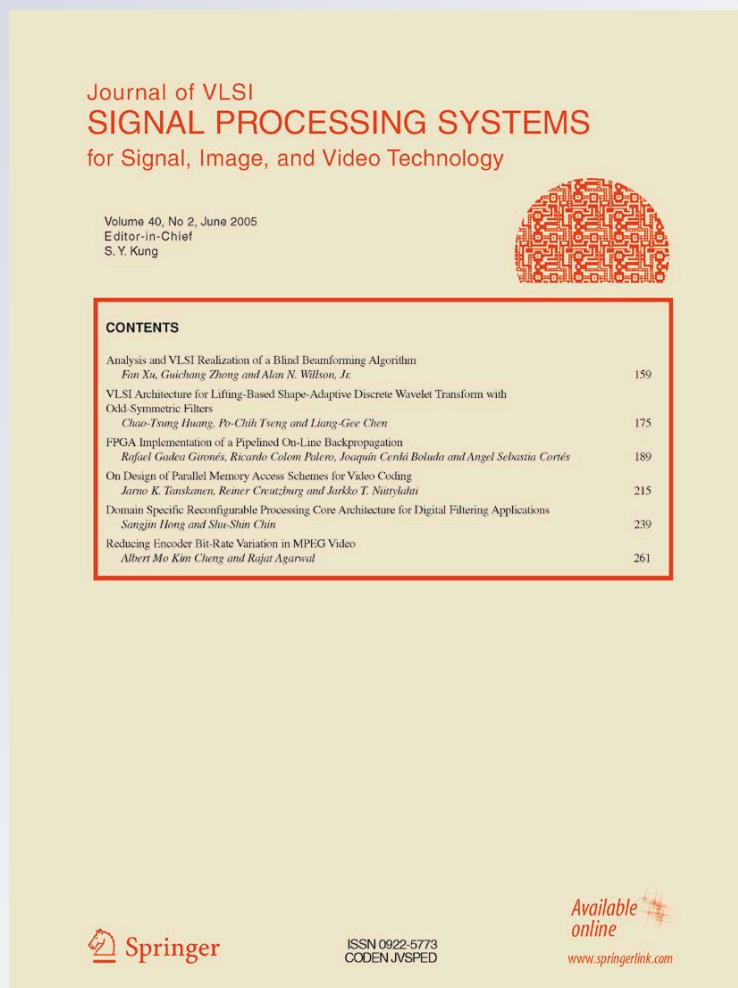 Journal of VLSI
SIGNAL PROCESSING SYSTEMS
for Signal, Image, and Video Technology
Volume 40, No 2, June 2005
Editor-in-Chief
S. Y. Kung
CONTENTS
Analysis and VLSI Realization of a Blind Beamforming Algorithm
Fan Xu, Guichang Zhong and Alan N. Willson, Jr. 159
VLSI Architecture for Lifting-Based Shape-Adaptive Discrete Wavelet Transform with
Odd-Symmetric Filters
Chao-Tsung Huang, Po-Chih Tseng and Liang-Gee Chen 175
FPGA Implementation of a Pipelined On-Line Backpropagation
Rafael Gadea Gironés, Ricardo Colom Palero, Joaquín Cerdá Boluda and Angel Sebastia Cortés 189
On Design of Parallel Memory Access Schemes for Video Coding
Jarno K. Tanskanen, Reiner Creutzburg and Jarkko T. Niittylahti 215
Domain Specific Reconfigurable Processing Core Architecture for Digital Filtering Applications
Sangjin Hong and Shu-Shin Chin 239
Reducing Encoder Bit-Rate Variation in MPEG Video
Albert Mo Kim Cheng and Rajat Agarwal 261
Springer
ISSN 0922-5773
CODEN JVSPED
Available
online
www.springerlink.com